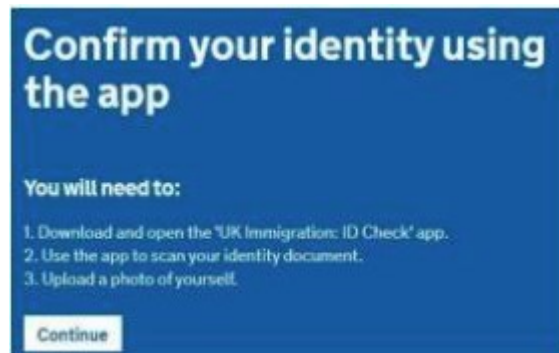 Confirm your identity using
the app
You will need to:
1. Download and open the 'UK Immigration: ID Check' app.
2. Use the app to scan your identity document.
3. Upload a photo of yourself.
Continue